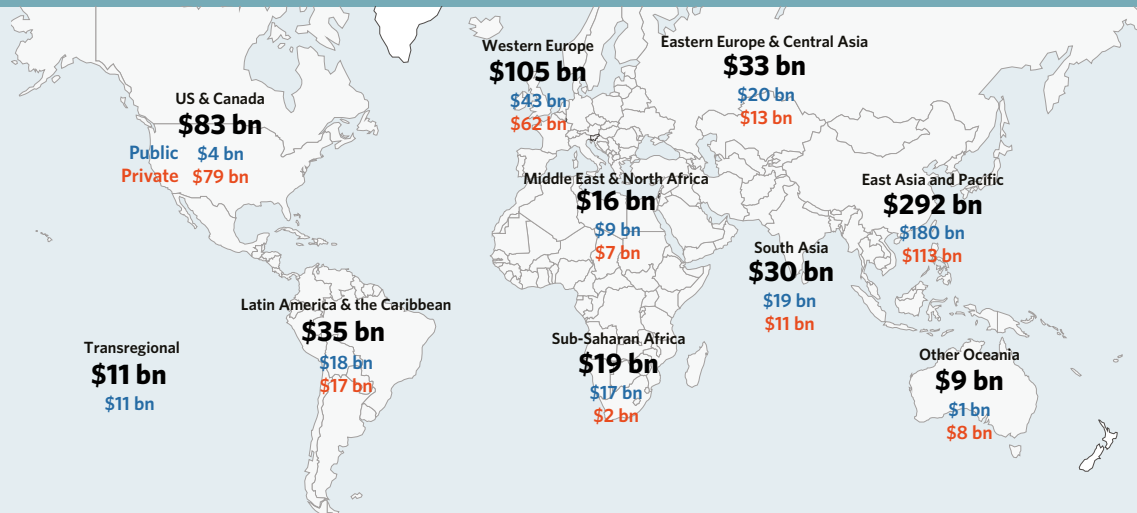 US & Canada
$83 bn
Public $4 bn
Private $79 bn
Western Europe
$105 bn
$43 bn
$62 bn
Eastern Europe & Central Asia
$33 bn
$20 bn
$13 bn
Middle East & North Africa
$16 bn
$9 bn
$7 bn
East Asia and Pacific
$292 bn
$180 bn
$113 bn
South Asia
$30 bn
$19 bn
$11 bn
Latin America & the Caribbean
$35 bn
$18 bn
$17 bn
Sub-Saharan Africa
$19 bn
$17 bn
$2 bn
Transregional
$11 bn
$11 bn
Other Oceania
$9 bn
$1 bn
$8 bn